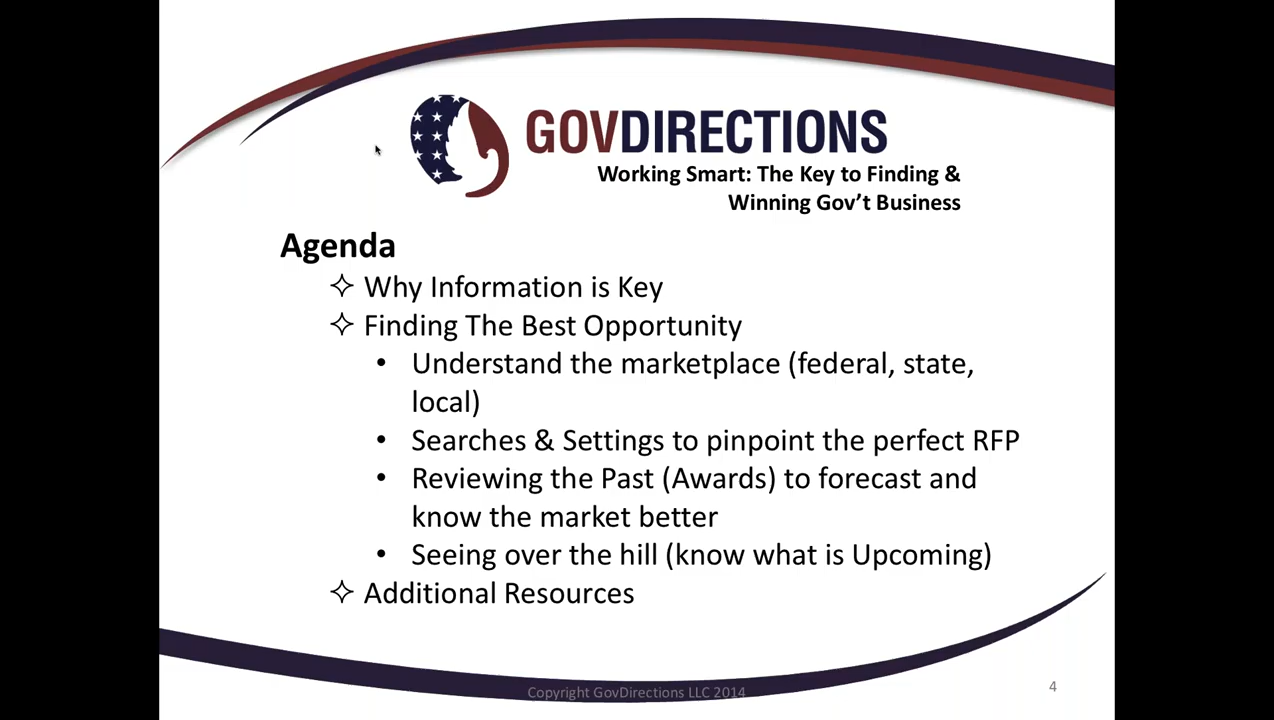 GOVDIRECTIONS
Working Smart: The Key to Finding &
Winning Gov't Business
Agenda
✧ Why Information is Key
✧ Finding The Best Opportunity
• Understand the marketplace (federal, state,
local)
• Searches & Settings to pinpoint the perfect RFP
• Reviewing the Past (Awards) to forecast and
know the market better
• Seeing over the hill (know what is Upcoming)
✧ Additional Resources
Copyright GovDirections LLC 2014
4